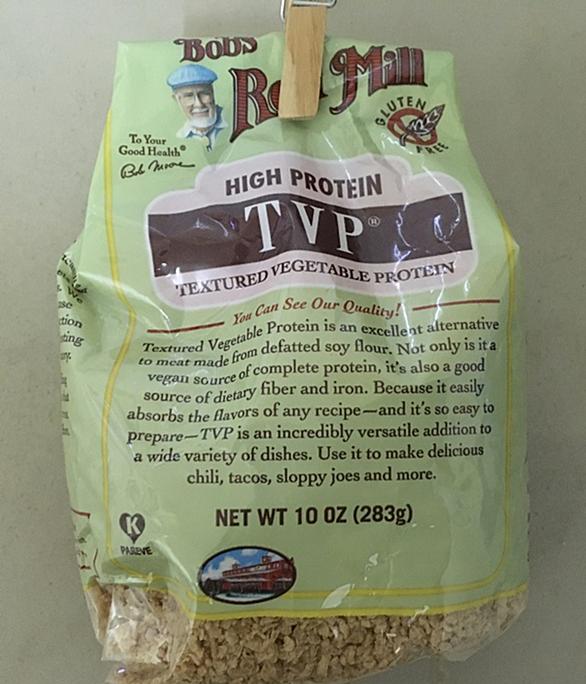 Bob's
Red Mill
GLUTEN
FREE
To Your
Good Health®
Bob Moore
HIGH PROTEIN
TVP®
TEXTURED VEGETABLE PROTEIN
You Can See Our Quality!
Textured Vegetable Protein is an excellent alternative
to meat made from defatted soy flour. Not only is it a
vegan source of complete protein, it's also a good
source of dietary fiber and iron. Because it easily
absorbs the flavors of any recipe—and it's so easy to
prepare—TVP is an incredibly versatile addition to
a wide variety of dishes. Use it to make delicious
chili, tacos, sloppy joes and more.
NET WT 10 OZ (283g)
K
PAREVE